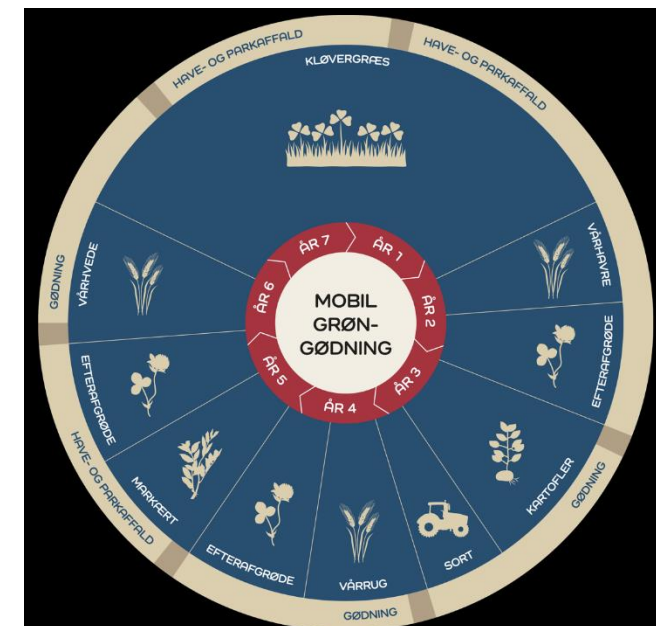 HAVE- OG PARKAFFALD
HAVE- OG PARKAFFALD
KLØVERGRÆS
VÅRHAVRE
EFTERAFGRØDE
KARTOFLER
GØDNING
SORT
VÅRRUG
GØDNING
EFTERAFGRØDE
MARKÆRT
HAVE- OG PARKAFFALD
EFTERAFGRØDE
VÅRHVEDE
GØDNING
ÅR 1
ÅR 2
ÅR 3
ÅR 4
ÅR 5
ÅR 6
ÅR 7
MOBIL
GRØN-
GØDNING